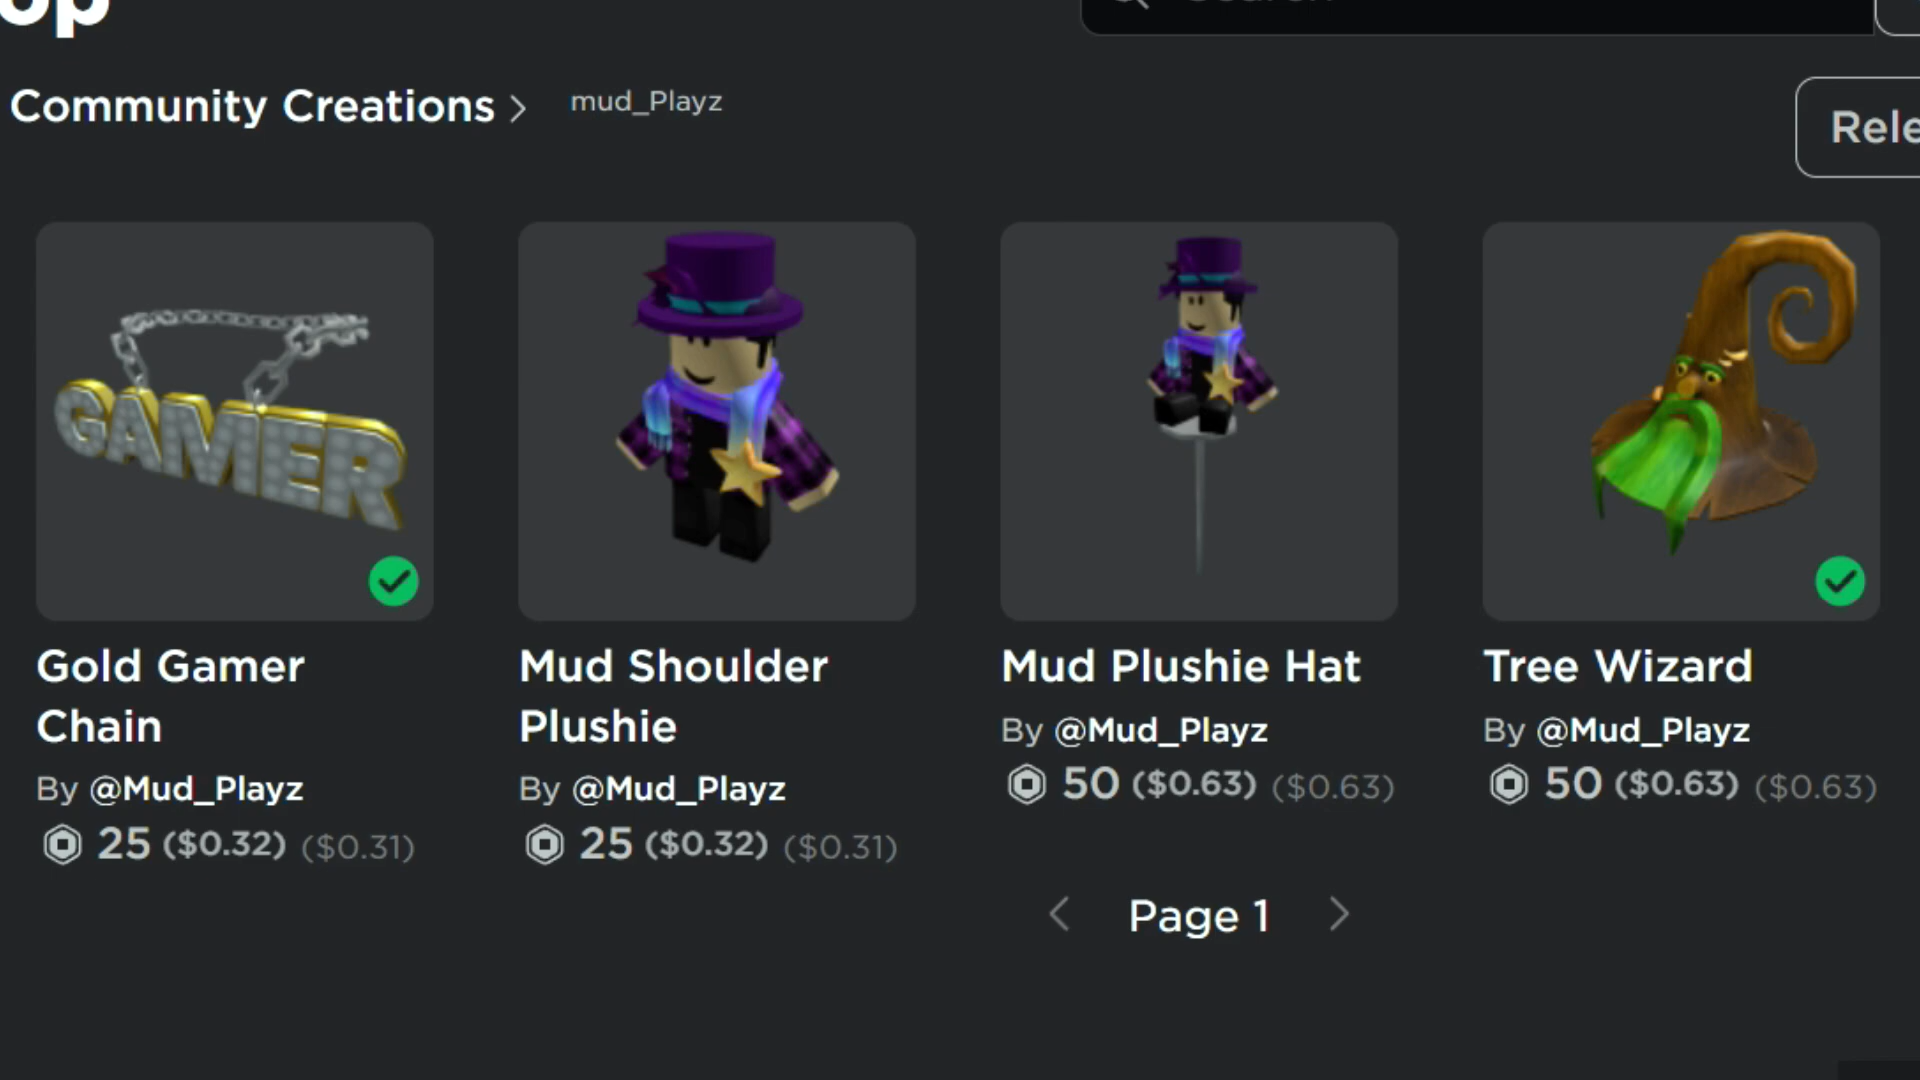 op
Community Creations > mud_Playz
Rele
GAMER
Gold Gamer
Chain
By @Mud_Playz
25 ($0.32) ($0.31)
Mud Shoulder
Plushie
By @Mud_Playz
25 ($0.32) ($0.31)
Mud Plushie Hat
By @Mud_Playz
50 ($0.63) ($0.63)
Tree Wizard
By @Mud_Playz
50 ($0.63) ($0.63)
< Page 1 >